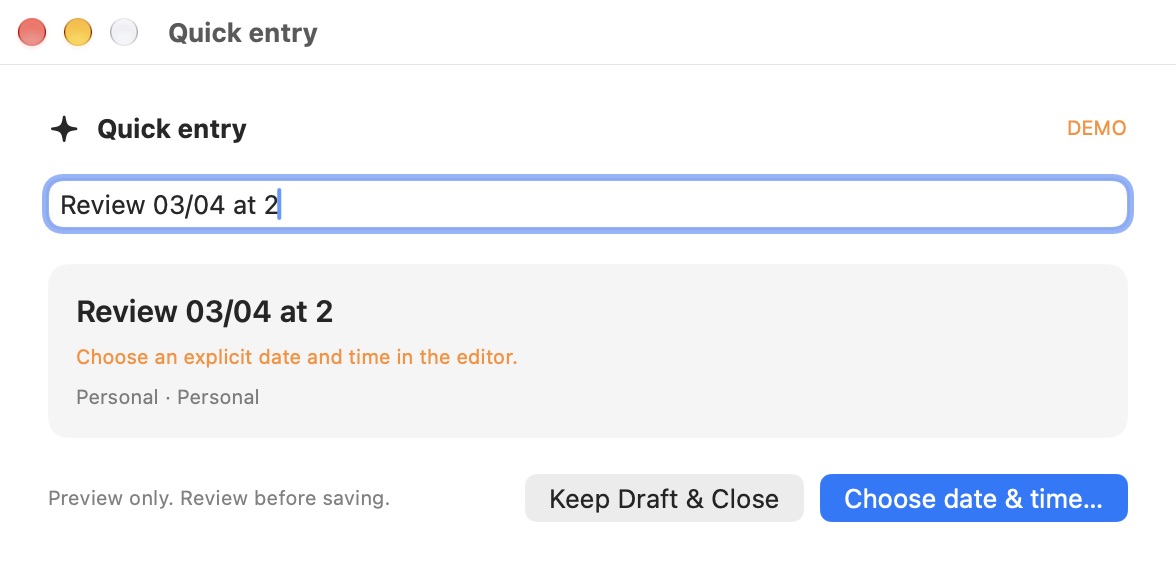 Quick entry
Quick entry
DEMO
Review 03/04 at 2
Review 03/04 at 2
Choose an explicit date and time in the editor.
Personal · Personal
Preview only. Review before saving.
Keep Draft & Close
Choose date & time...